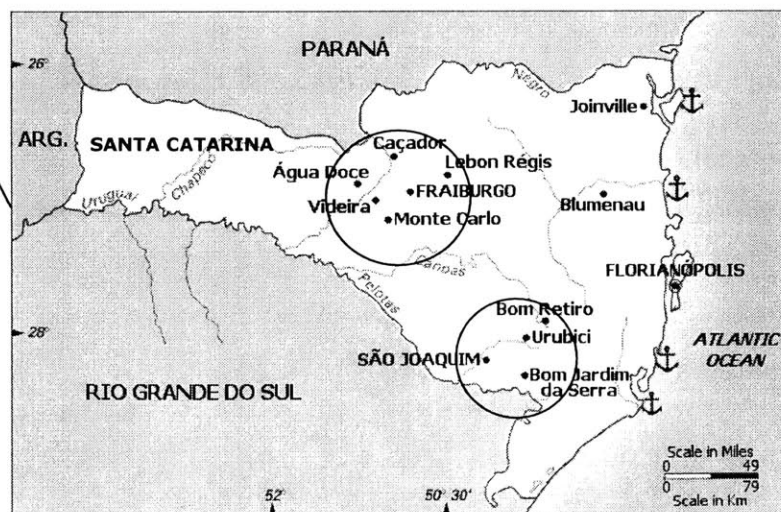 PARANÁ
26°
Negro
Joinville
ARG.
SANTA CATARINA
Caçador
Lebon Régis
Água Doce
Chapecó
FRAIBURGO
Uruguai
Videira
Blumenau
Monte Carlo
Canoas
FLORIANÓPOLIS
Pelotas
Bom Retiro
28°
Urubici
ATLANTIC
OCEAN
SÃO JOAQUIM
Bom Jardim
da Serra
RIO GRANDE DO SUL
Scale in Miles
0 49
0 79
Scale in Km
52°
50° 30'